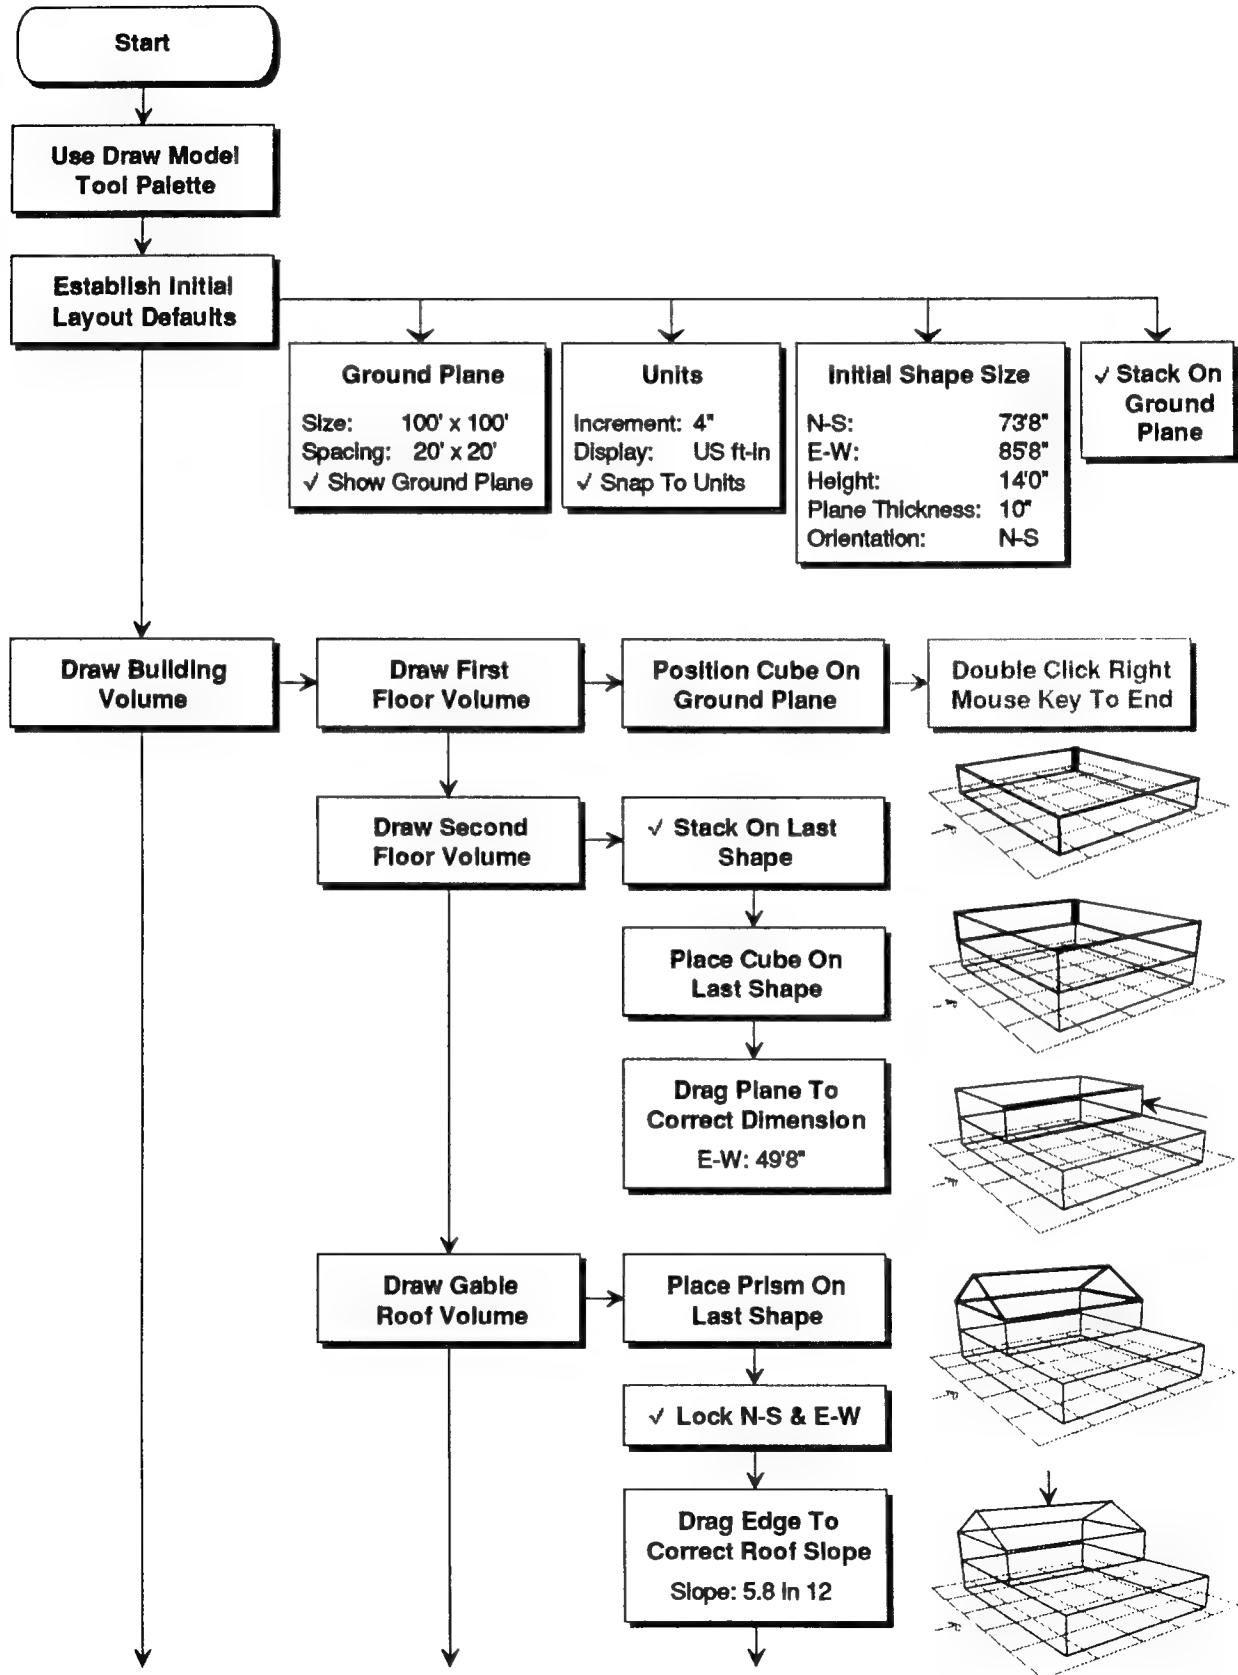 Start
Use Draw Model
Tool Palette
Establish Initial
Layout Defaults
Ground Plane
Size: 100' x 100'
Spacing: 20' x 20'
✓ Show Ground Plane
Units
Increment: 4"
Display: US ft-in
✓ Snap To Units
Initial Shape Size
N-S: 73'8"
E-W: 85'8"
Height: 14'0"
Plane Thickness: 10"
Orientation: N-S
✓ Stack On
Ground
Plane
Draw Building
Volume
Draw First
Floor Volume
Position Cube On
Ground Plane
Double Click Right
Mouse Key To End
Draw Second
Floor Volume
✓ Stack On Last
Shape
Place Cube On
Last Shape
Drag Plane To
Correct Dimension
E-W: 49'8"
Draw Gable
Roof Volume
Place Prism On
Last Shape
✓ Lock N-S & E-W
Drag Edge To
Correct Roof Slope
Slope: 5.8 in 12